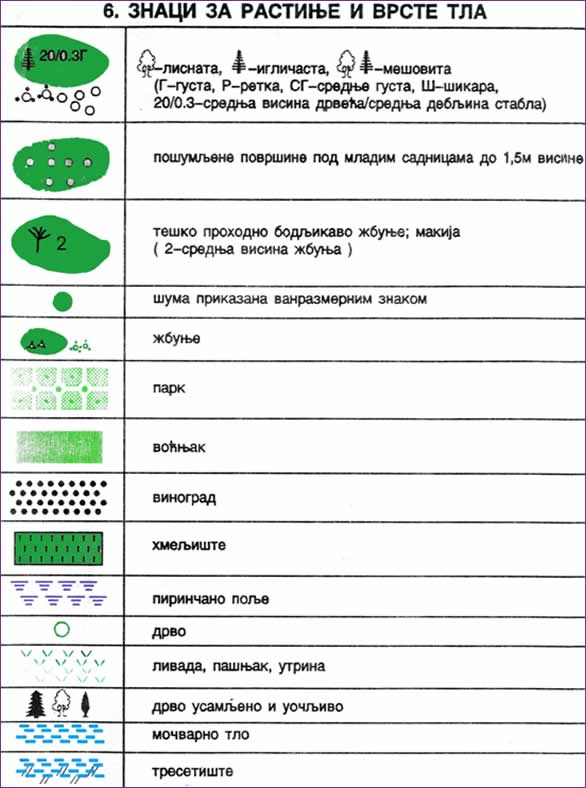 6. ЗНАЦИ ЗА РАСТИЊЕ И ВРСТЕ ТЛА
20/0.3Г
–лисната, –игличаста, –мешовита
(Г–густа, Р–ретка, СГ–средње густа, Ш–шикара,
20/0.3–средња висина дрвећа/средња дебљина стабла)
пошумљене површине под младим садницама до 1,5м висине
2
тешко проходно бодљикаво жбуње; макија
( 2–средња висина жбуња )
шума приказана ванразмерним знаком
жбуње
парк
воћњак
виноград
хмељиште
пиринчано поље
дрво
ливада, пашњак, утрина
дрво усамљено и уочљиво
мочварно тло
тресетиште